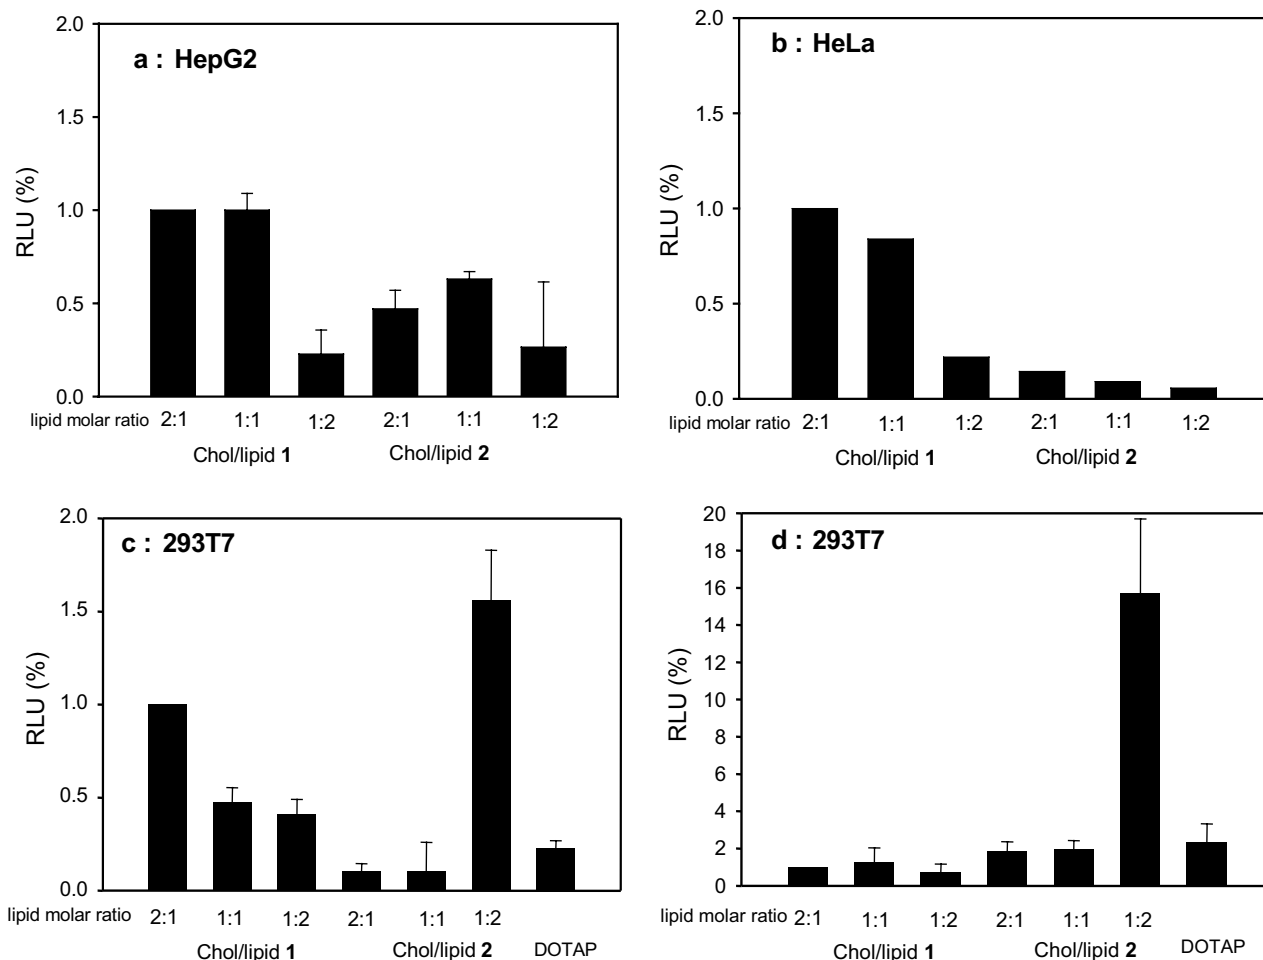 a : HepG2
2.0
1.5
1.0
0.5
0.0
RLU (%)
lipid molar ratio 2:1 1:1 1:2 2:1 1:1 1:2
Chol/lipid 1 Chol/lipid 2
b : HeLa
2.0
1.5
1.0
0.5
0.0
RLU (%)
lipid molar ratio 2:1 1:1 1:2 2:1 1:1 1:2
Chol/lipid 1 Chol/lipid 2
c : 293T7
2.0
1.5
1.0
0.5
0.0
RLU (%)
lipid molar ratio 2:1 1:1 1:2 2:1 1:1 1:2
Chol/lipid 1 Chol/lipid 2 DOTAP
d : 293T7
20
18
16
14
12
10
8
6
4
2
0
RLU (%)
lipid molar ratio 2:1 1:1 1:2 2:1 1:1 1:2
Chol/lipid 1 Chol/lipid 2 DOTAP